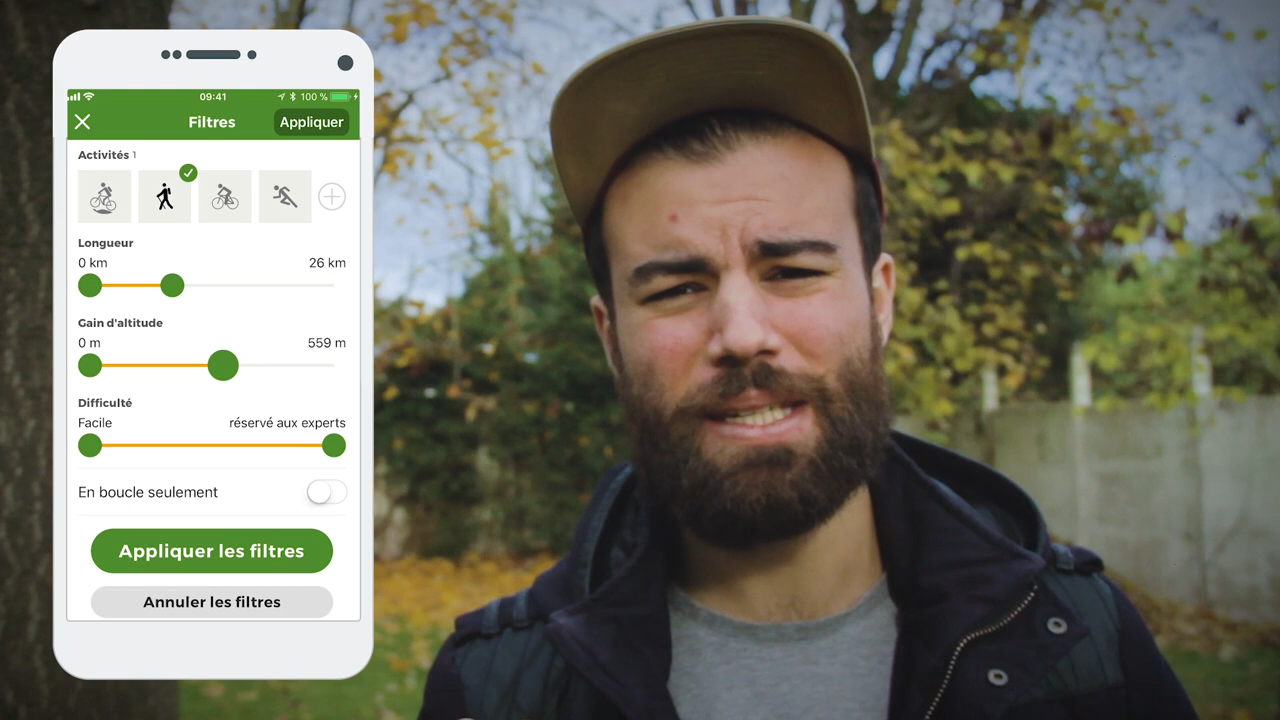 09:41 100 %
Filtres Appliquer
Activités 1
Longueur
0 km 26 km
Gain d'altitude
0 m 559 m
Difficulté
Facile réservé aux experts
En boucle seulement
Appliquer les filtres
Annuler les filtres